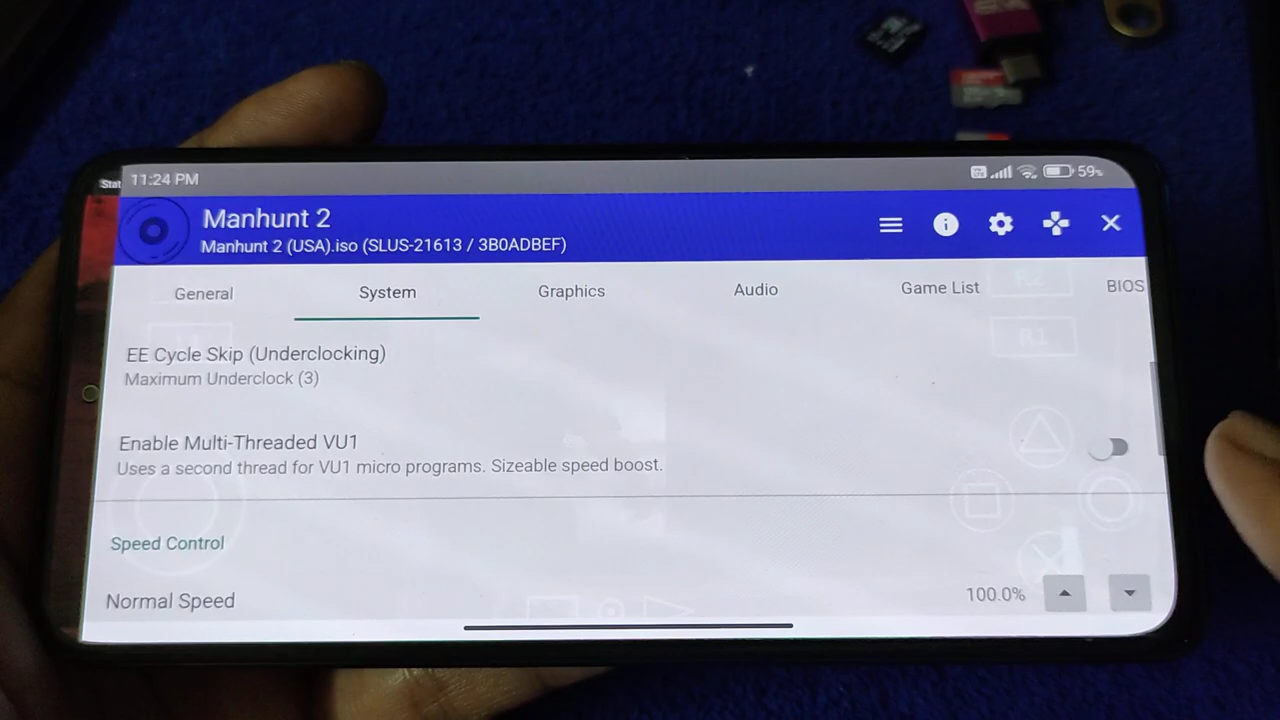 Stat
11:24 PM
59%
Manhunt 2
Manhunt 2 (USA).iso (SLUS-21613 / 3B0ADBEF)
General
System
Graphics
Audio
Game List
BIOS
EE Cycle Skip (Underclocking)
Maximum Underclock (3)
Enable Multi-Threaded VU1
Uses a second thread for VU1 micro programs. Sizeable speed boost.
Speed Control
Normal Speed
100.0%
R1